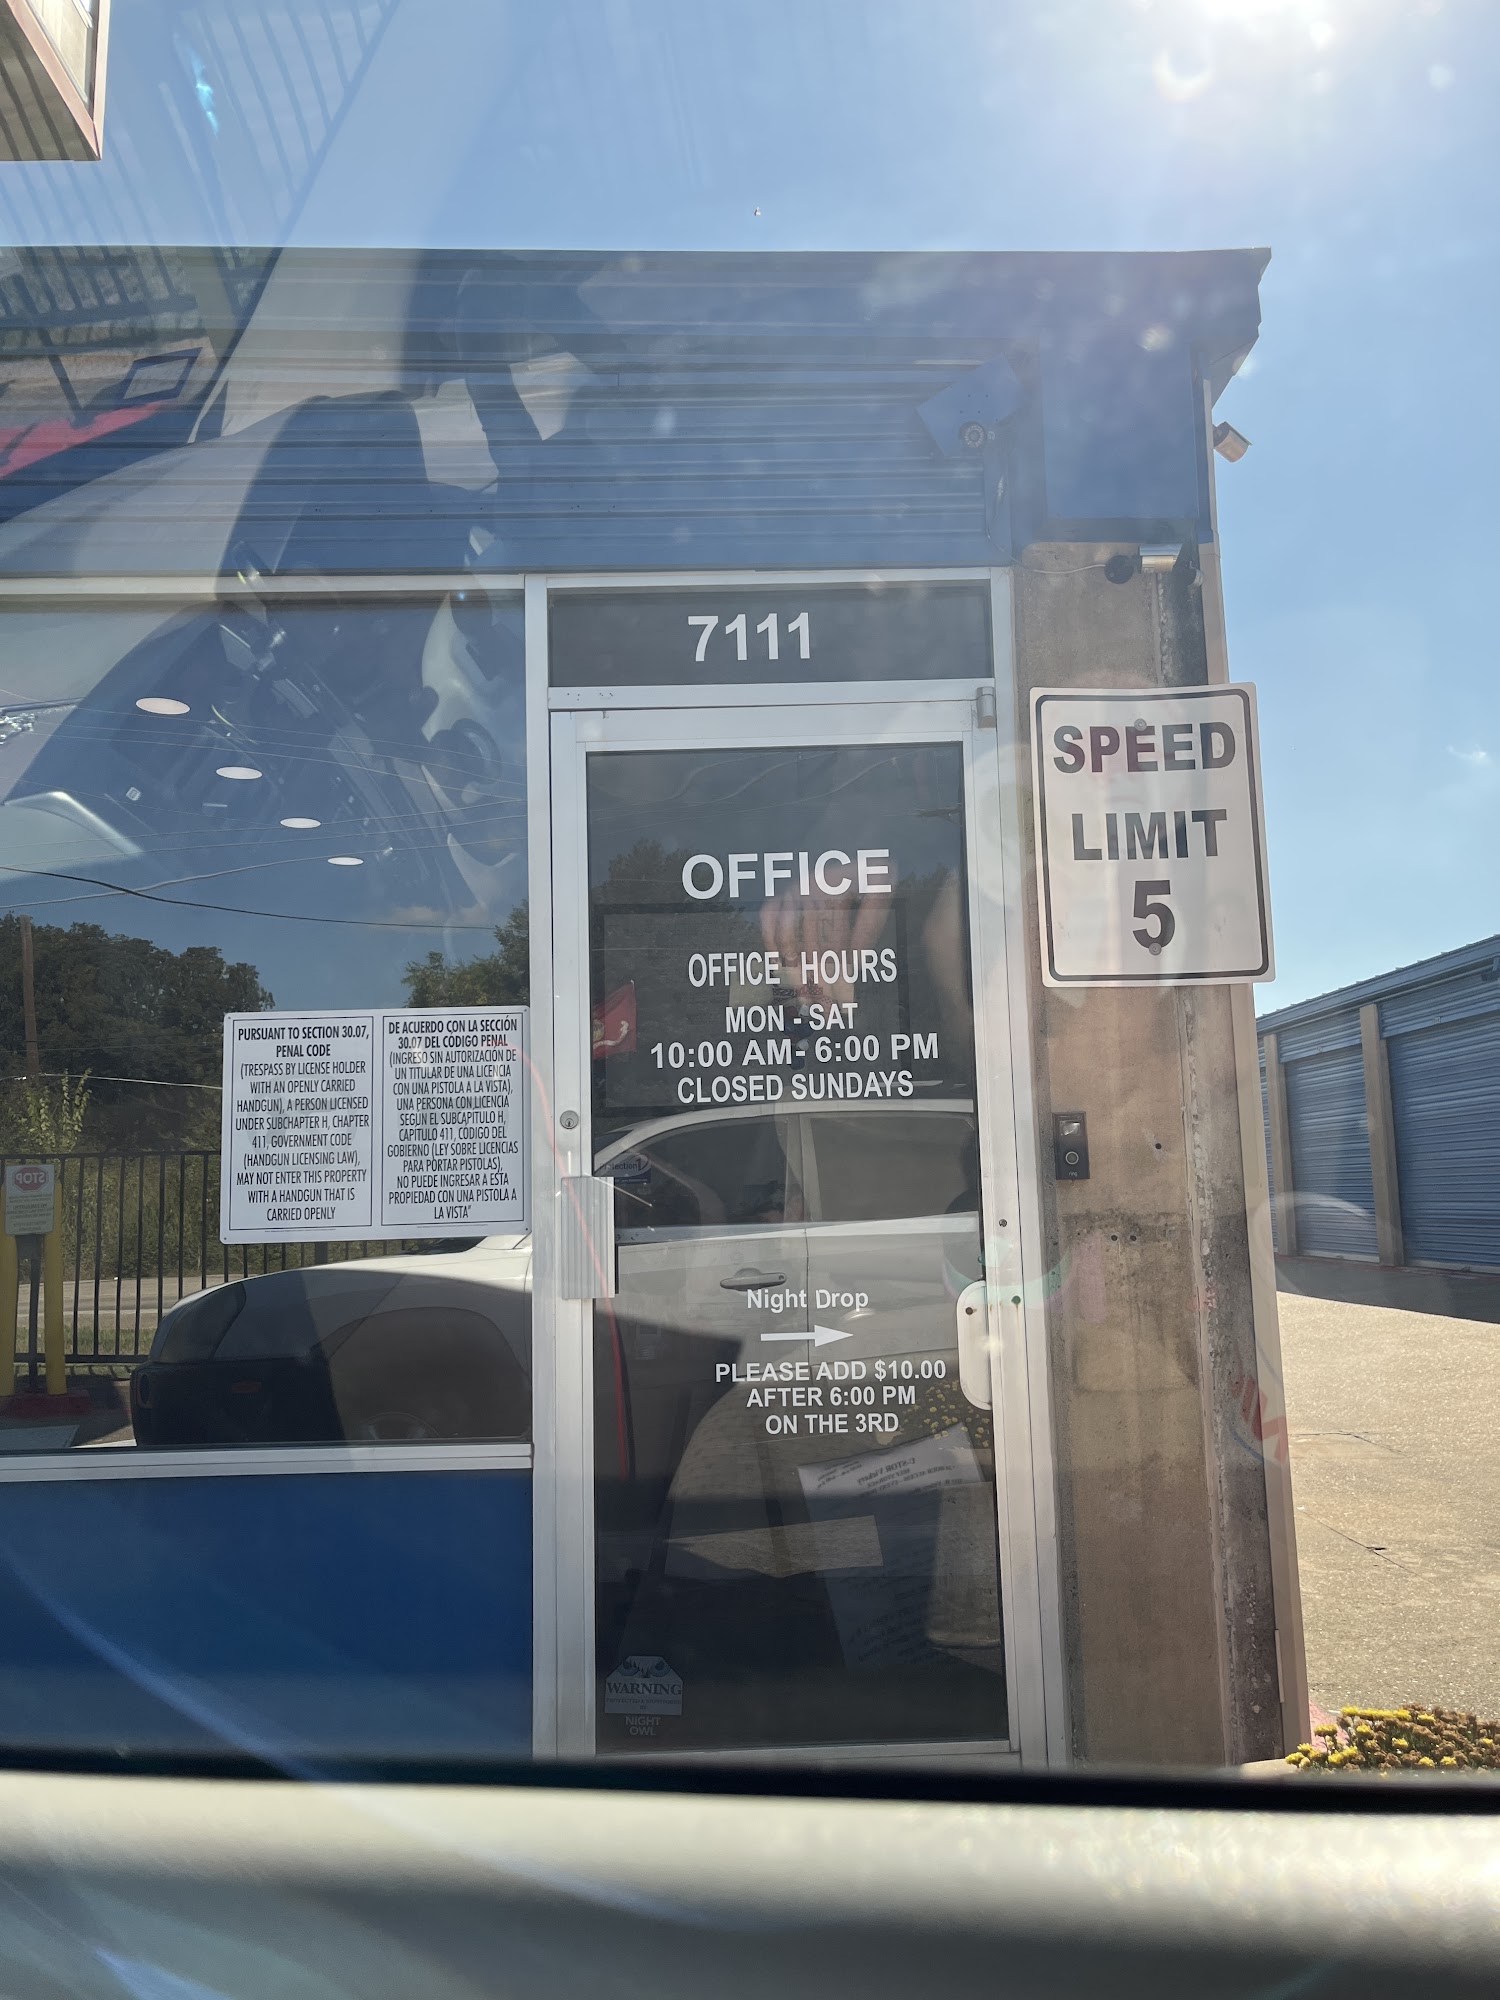 7111
SPEED
LIMIT
5
OFFICE
OFFICE HOURS
MON - SAT
10:00 AM- 6:00 PM
CLOSED SUNDAYS
PURSUANT TO SECTION 30.07,
PENAL CODE
(TRESPASS BY LICENSE HOLDER
WITH AN OPENLY CARRIED
HANDGUN), A PERSON LICENSED
UNDER SUBCHAPTER H, CHAPTER
411, GOVERNMENT CODE
(HANDGUN LICENSING LAW),
MAY NOT ENTER THIS PROPERTY
WITH A HANDGUN THAT IS
CARRIED OPENLY
DE ACUERDO CON LA SECCIÓN
30.07 DEL CODIGO PENAL
(INGRESO SIN AUTORIZACIÓN DE
UN TITULAR DE UNA LICENCIA
CON UNA PISTOLA A LA VISTA),
UNA PERSONA CON LICENCIA
SEGÚN EL SUBCAPITULO H,
CAPITULO 411, CODIGO DEL
GOBIERNO (LEY SOBRE LICENCIAS
PARA PORTAR PISTOLAS),
NO PUEDE INGRESAR A ESTA
PROPIEDAD CON UNA PISTOLA A
LA VISTA"
STOP
ring
Night Drop
PLEASE ADD $10.00
AFTER 6:00 PM
ON THE 3RD
WARNING
NIGHT
OWL